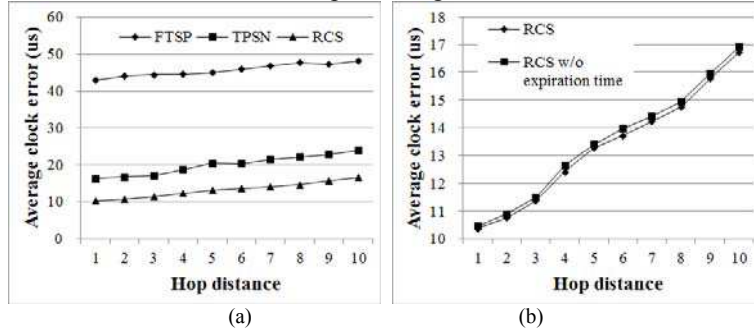 FTSP TPSN RCS
Average clock error (us)
60
50
40
30
20
10
0
1 2 3 4 5 6 7 8 9 10
Hop distance
(a)
RCS
RCS w/o
expiration time
Average clock error (us)
18
17
16
15
14
13
12
11
10
1 2 3 4 5 6 7 8 9 10
Hop distance
(b)